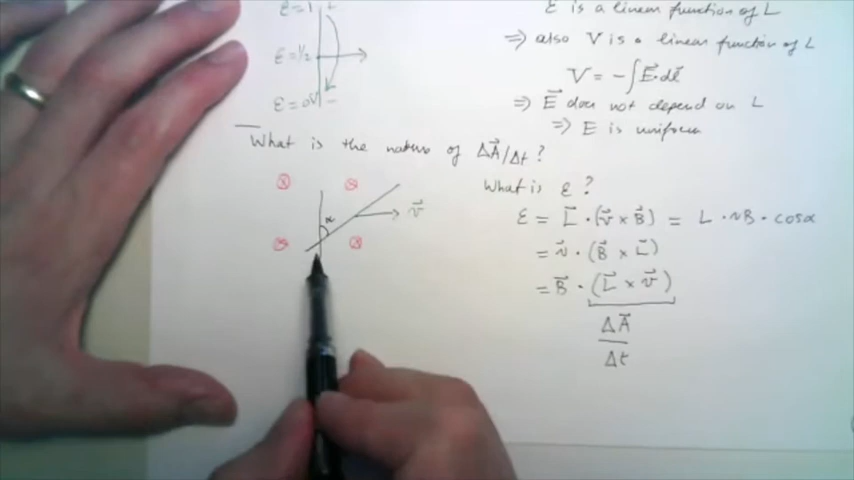 ε=1 L
ε=1/2
ε=0V
ε is a linear function of L
⇒ also V is a linear function of L
V = -∫E⃗·dℓ⃗
⇒ E⃗ does not depend on L
⇒ E is uniform
What is the nature of ΔA⃗/Δt?
α
v⃗
What is ε?
ε = L⃗·(v⃗×B⃗) = L·vB·cosα
= v⃗·(B⃗×L⃗)
= B⃗·(L⃗×v⃗)
ΔA⃗
Δt